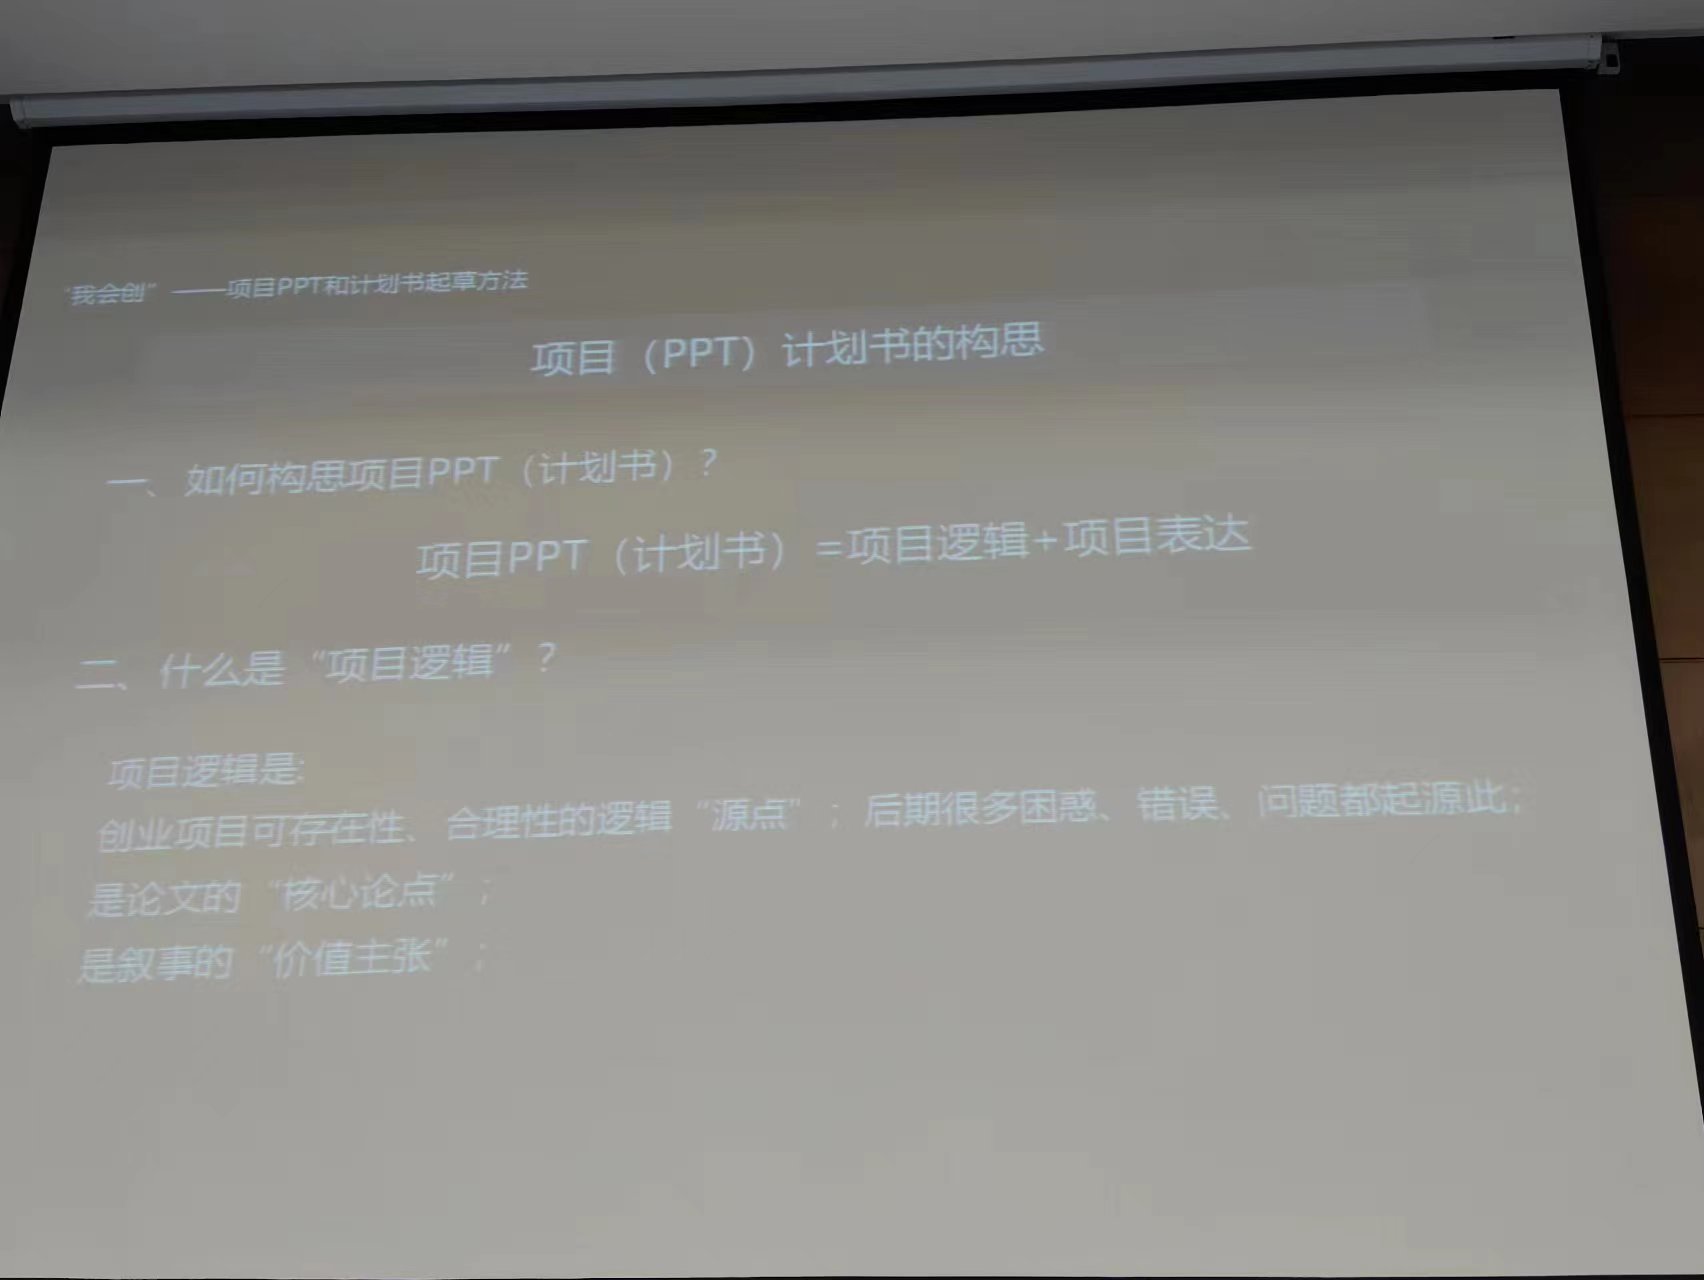 “我会创”——项目PPT和计划书起草方法
项目（PPT）计划书的构思
一、如何构思项目PPT（计划书）？
项目PPT（计划书）=项目逻辑+项目表达
二、什么是“项目逻辑”？
项目逻辑是:
创业项目可存在性、合理性的逻辑“源点”；后期很多困惑、错误、问题都起源此；
是论文的“核心论点”；
是叙事的“价值主张”；